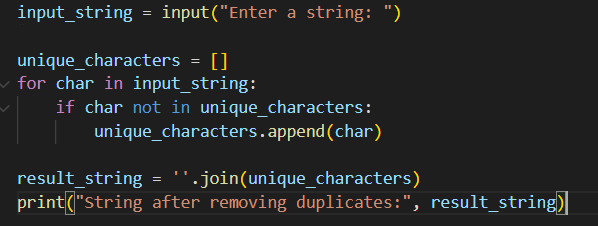 input_string = input("Enter a string: ")
unique_characters = []
for char in input_string:
    if char not in unique_characters:
        unique_characters.append(char)
result_string = ''.join(unique_characters)
print("String after removing duplicates:", result_string)